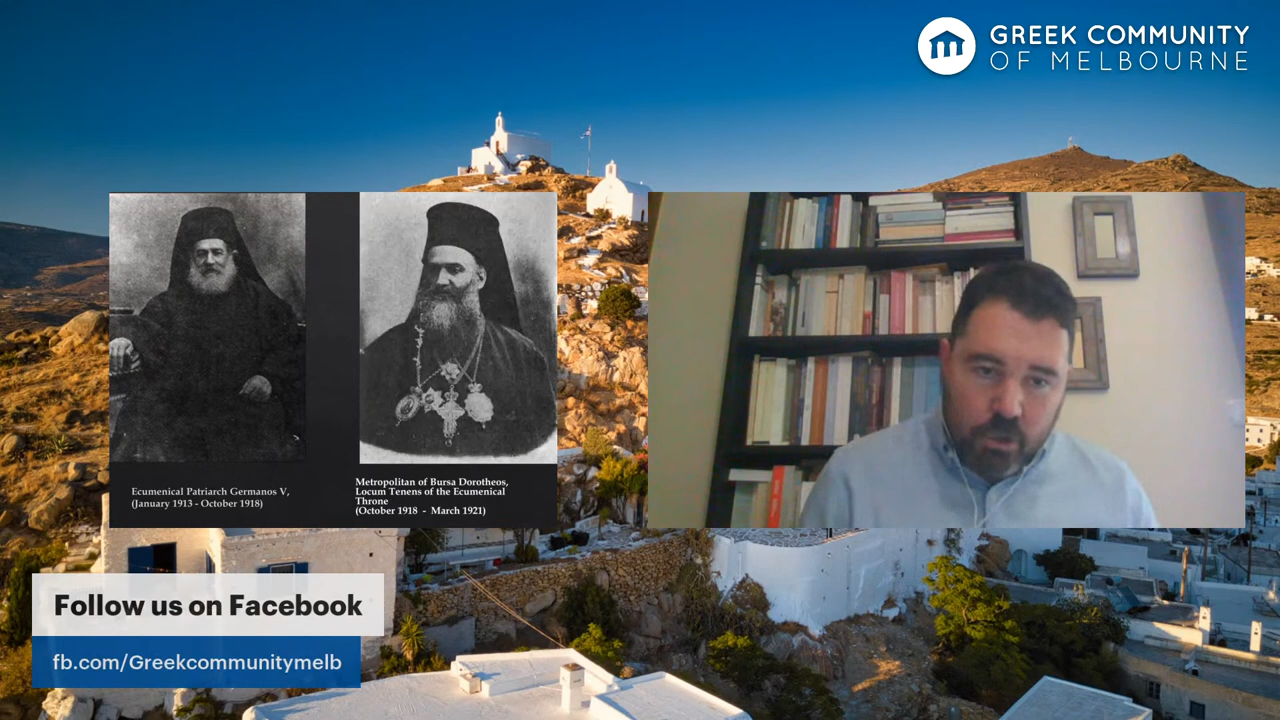 GREEK COMMUNITY
OF MELBOURNE
Ecumenical Patriarch Germanos V,
(January 1913 - October 1918)
Metropolitan of Bursa Dorotheos,
Locum Tenens of the Ecumenical
Throne
(October 1918 - March 1921)
Follow us on Facebook
fb.com/Greekcommunitymelb